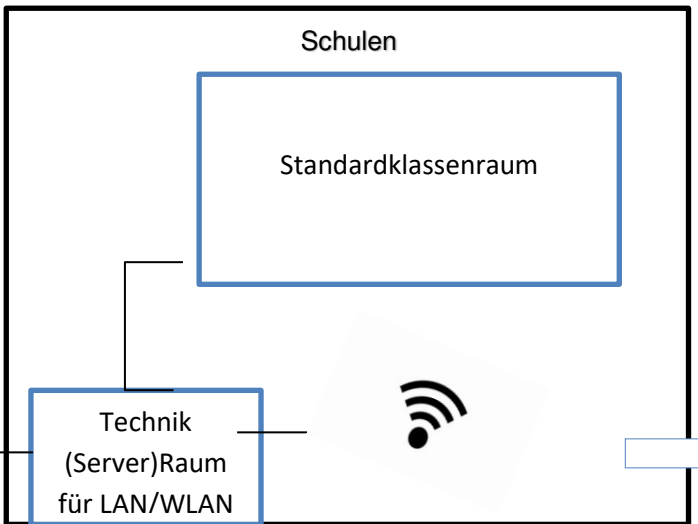 Schulen
Standardklassenraum
Technik
(Server)Raum
für LAN/WLAN